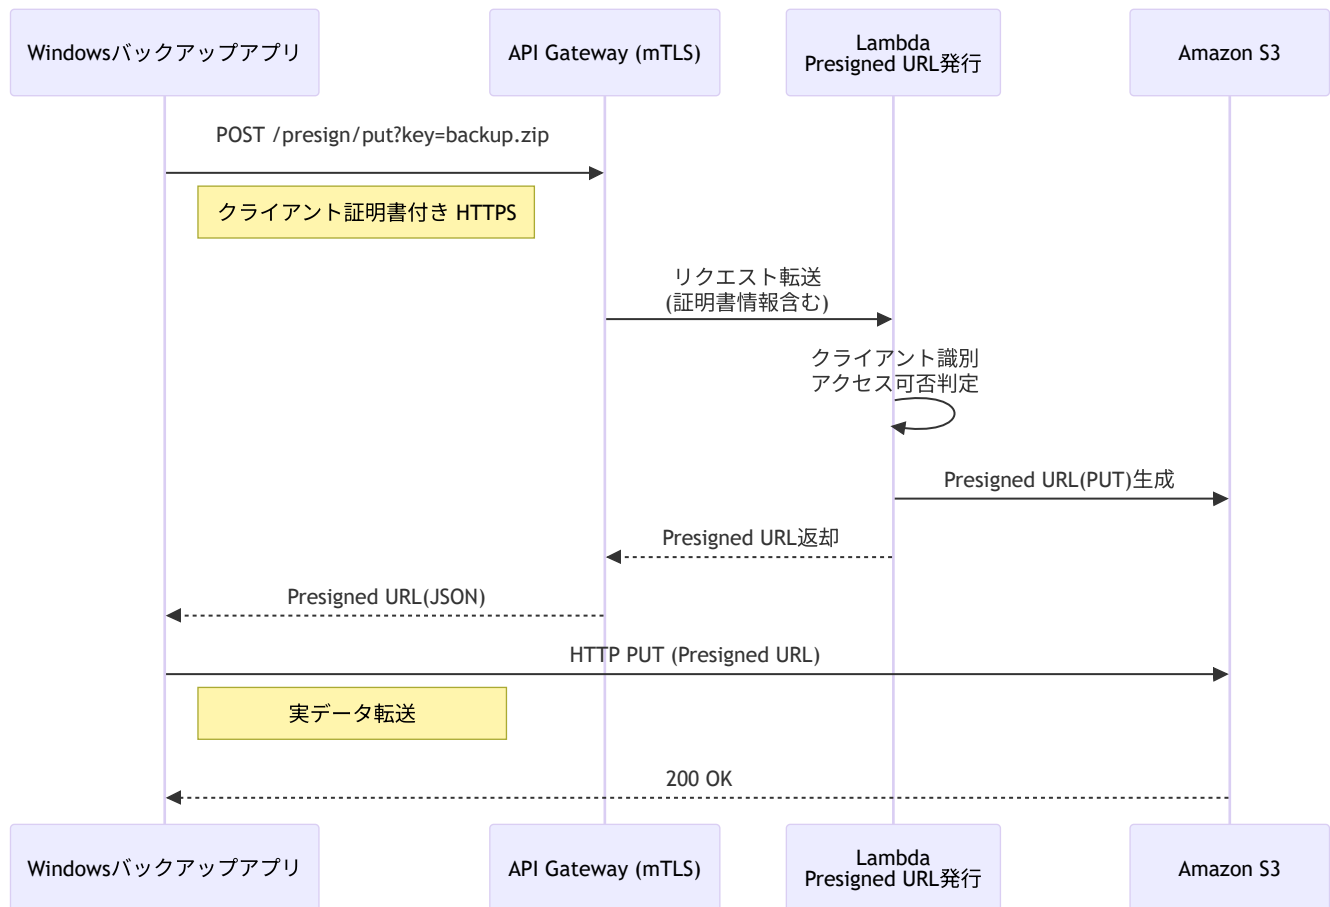 Windowsバックアップアプリ
API Gateway (mTLS)
Lambda
Presigned URL発行
Amazon S3
POST /presign/put?key=backup.zip
クライアント証明書付き HTTPS
リクエスト転送
(証明書情報含む)
クライアント識別
アクセス可否判定
Presigned URL(PUT)生成
Presigned URL返却
Presigned URL(JSON)
HTTP PUT (Presigned URL)
実データ転送
200 OK
Windowsバックアップアプリ
API Gateway (mTLS)
Lambda
Presigned URL発行
Amazon S3